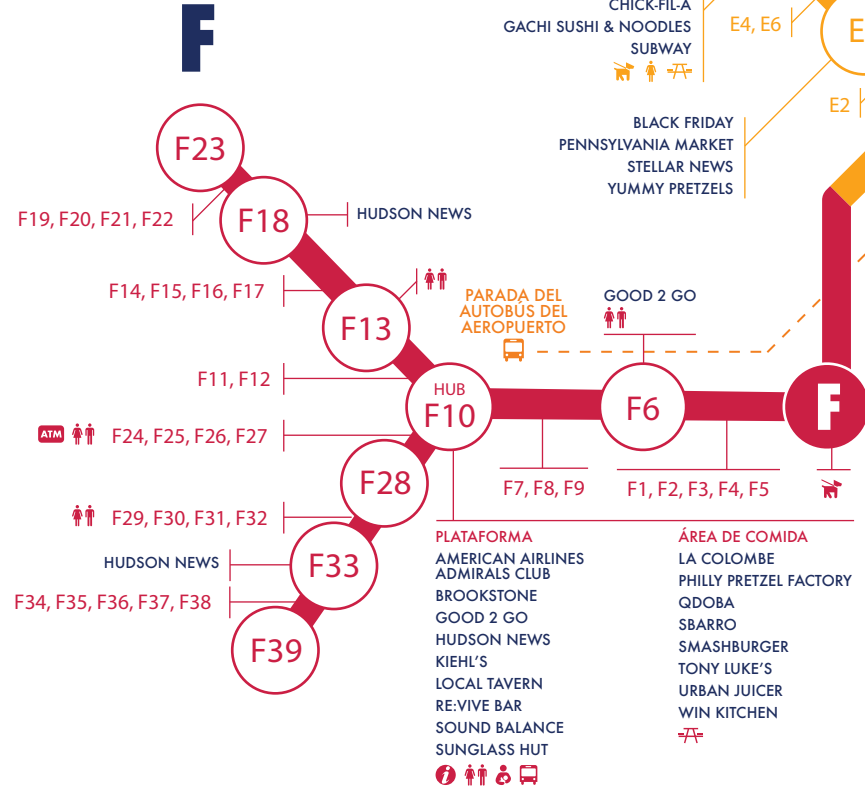 F
CHICK-FIL-A
GACHI SUSHI & NOODLES
SUBWAY
E4, E6
E
E2
BLACK FRIDAY
PENNSYLVANIA MARKET
STELLAR NEWS
YUMMY PRETZELS
F23
F19, F20, F21, F22
F18
HUDSON NEWS
F14, F15, F16, F17
F13
PARADA DEL
AUTOBÚS DEL
AEROPUERTO
GOOD 2 GO
F11, F12
HUB
F10
F6
F
ATM
F24, F25, F26, F27
F28
F7, F8, F9
F1, F2, F3, F4, F5
F29, F30, F31, F32
HUDSON NEWS
F33
F34, F35, F36, F37, F38
F39
PLATAFORMA
AMERICAN AIRLINES
ADMIRALS CLUB
BROOKSTONE
GOOD 2 GO
HUDSON NEWS
KIEHL'S
LOCAL TAVERN
RE:VIVE BAR
SOUND BALANCE
SUNGLASS HUT
ÁREA DE COMIDA
LA COLOMBE
PHILLY PRETZEL FACTORY
QDOBA
SBARRO
SMASHBURGER
TONY LUKE'S
URBAN JUICER
WIN KITCHEN